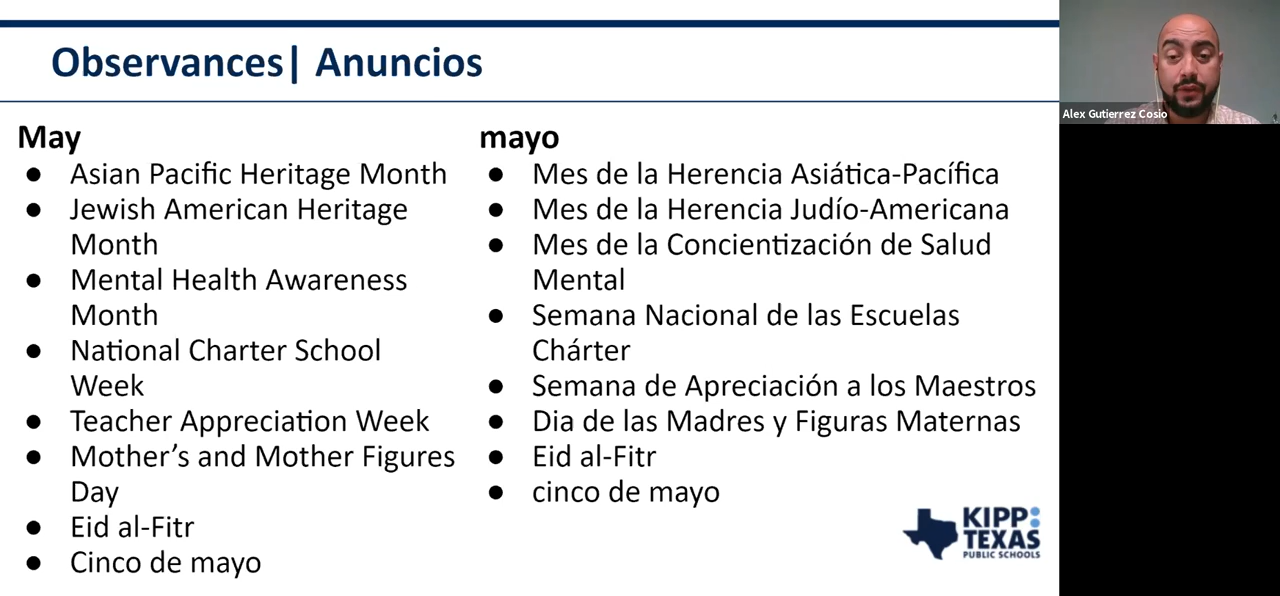 Observances| Anuncios
May
● Asian Pacific Heritage Month
● Jewish American Heritage
Month
● Mental Health Awareness
Month
● National Charter School
Week
● Teacher Appreciation Week
● Mother’s and Mother Figures
Day
● Eid al-Fitr
● Cinco de mayo
mayo
● Mes de la Herencia Asiática-Pacífica
● Mes de la Herencia Judío-Americana
● Mes de la Concientización de Salud
Mental
● Semana Nacional de las Escuelas
Chárter
● Semana de Apreciación a los Maestros
● Dia de las Madres y Figuras Maternas
● Eid al-Fitr
● cinco de mayo
KIPP:
TEXAS
PUBLIC SCHOOLS
Alex Gutierrez Cosio